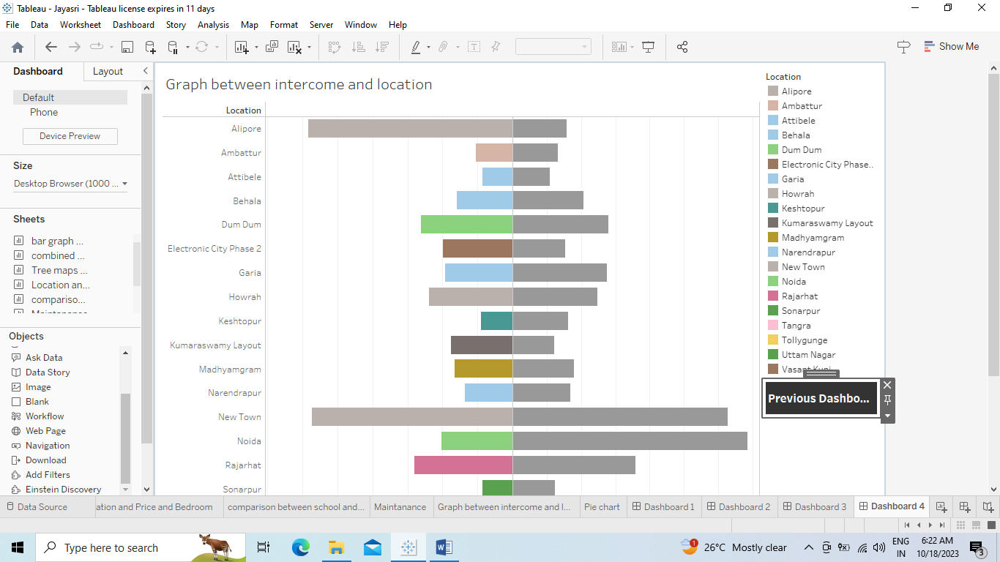 Tableau - Jayasri - Tableau license expires in 11 days
File Data Worksheet Dashboard Story Analysis Map Format Server Window Help
Show Me
Dashboard Layout
Default
Phone
Device Preview
Size
Desktop Browser (1000 ...
Sheets
bar graph ...
combined ...
Tree maps ...
Location an...
compariso...
Maintanance
Objects
Ask Data
Data Story
Image
Blank
Workflow
Web Page
Navigation
Download
Add Filters
Einstein Discovery
Graph between intercome and location
Location
Alipore
Ambattur
Attibele
Behala
Dum Dum
Electronic City Phase 2
Garia
Howrah
Keshtopur
Kumaraswamy Layout
Madhyamgram
Narendrapur
New Town
Noida
Rajarhat
Sonarpur
Location
Alipore
Ambattur
Attibele
Behala
Dum Dum
Electronic City Phase..
Garia
Howrah
Keshtopur
Kumaraswamy Layout
Madhyamgram
Narendrapur
New Town
Noida
Rajarhat
Sonarpur
Tangra
Tollygunge
Uttam Nagar
Vasant Kunj
Previous Dashbo...
Data Source ation and Price and Bedroom comparison between school and... Maintanance Graph between intercome and l... Pie chart Dashboard 1 Dashboard 2 Dashboard 3 Dashboard 4
Type here to search
1
26°C Mostly clear
ENG
IN
6:22 AM
10/18/2023
3